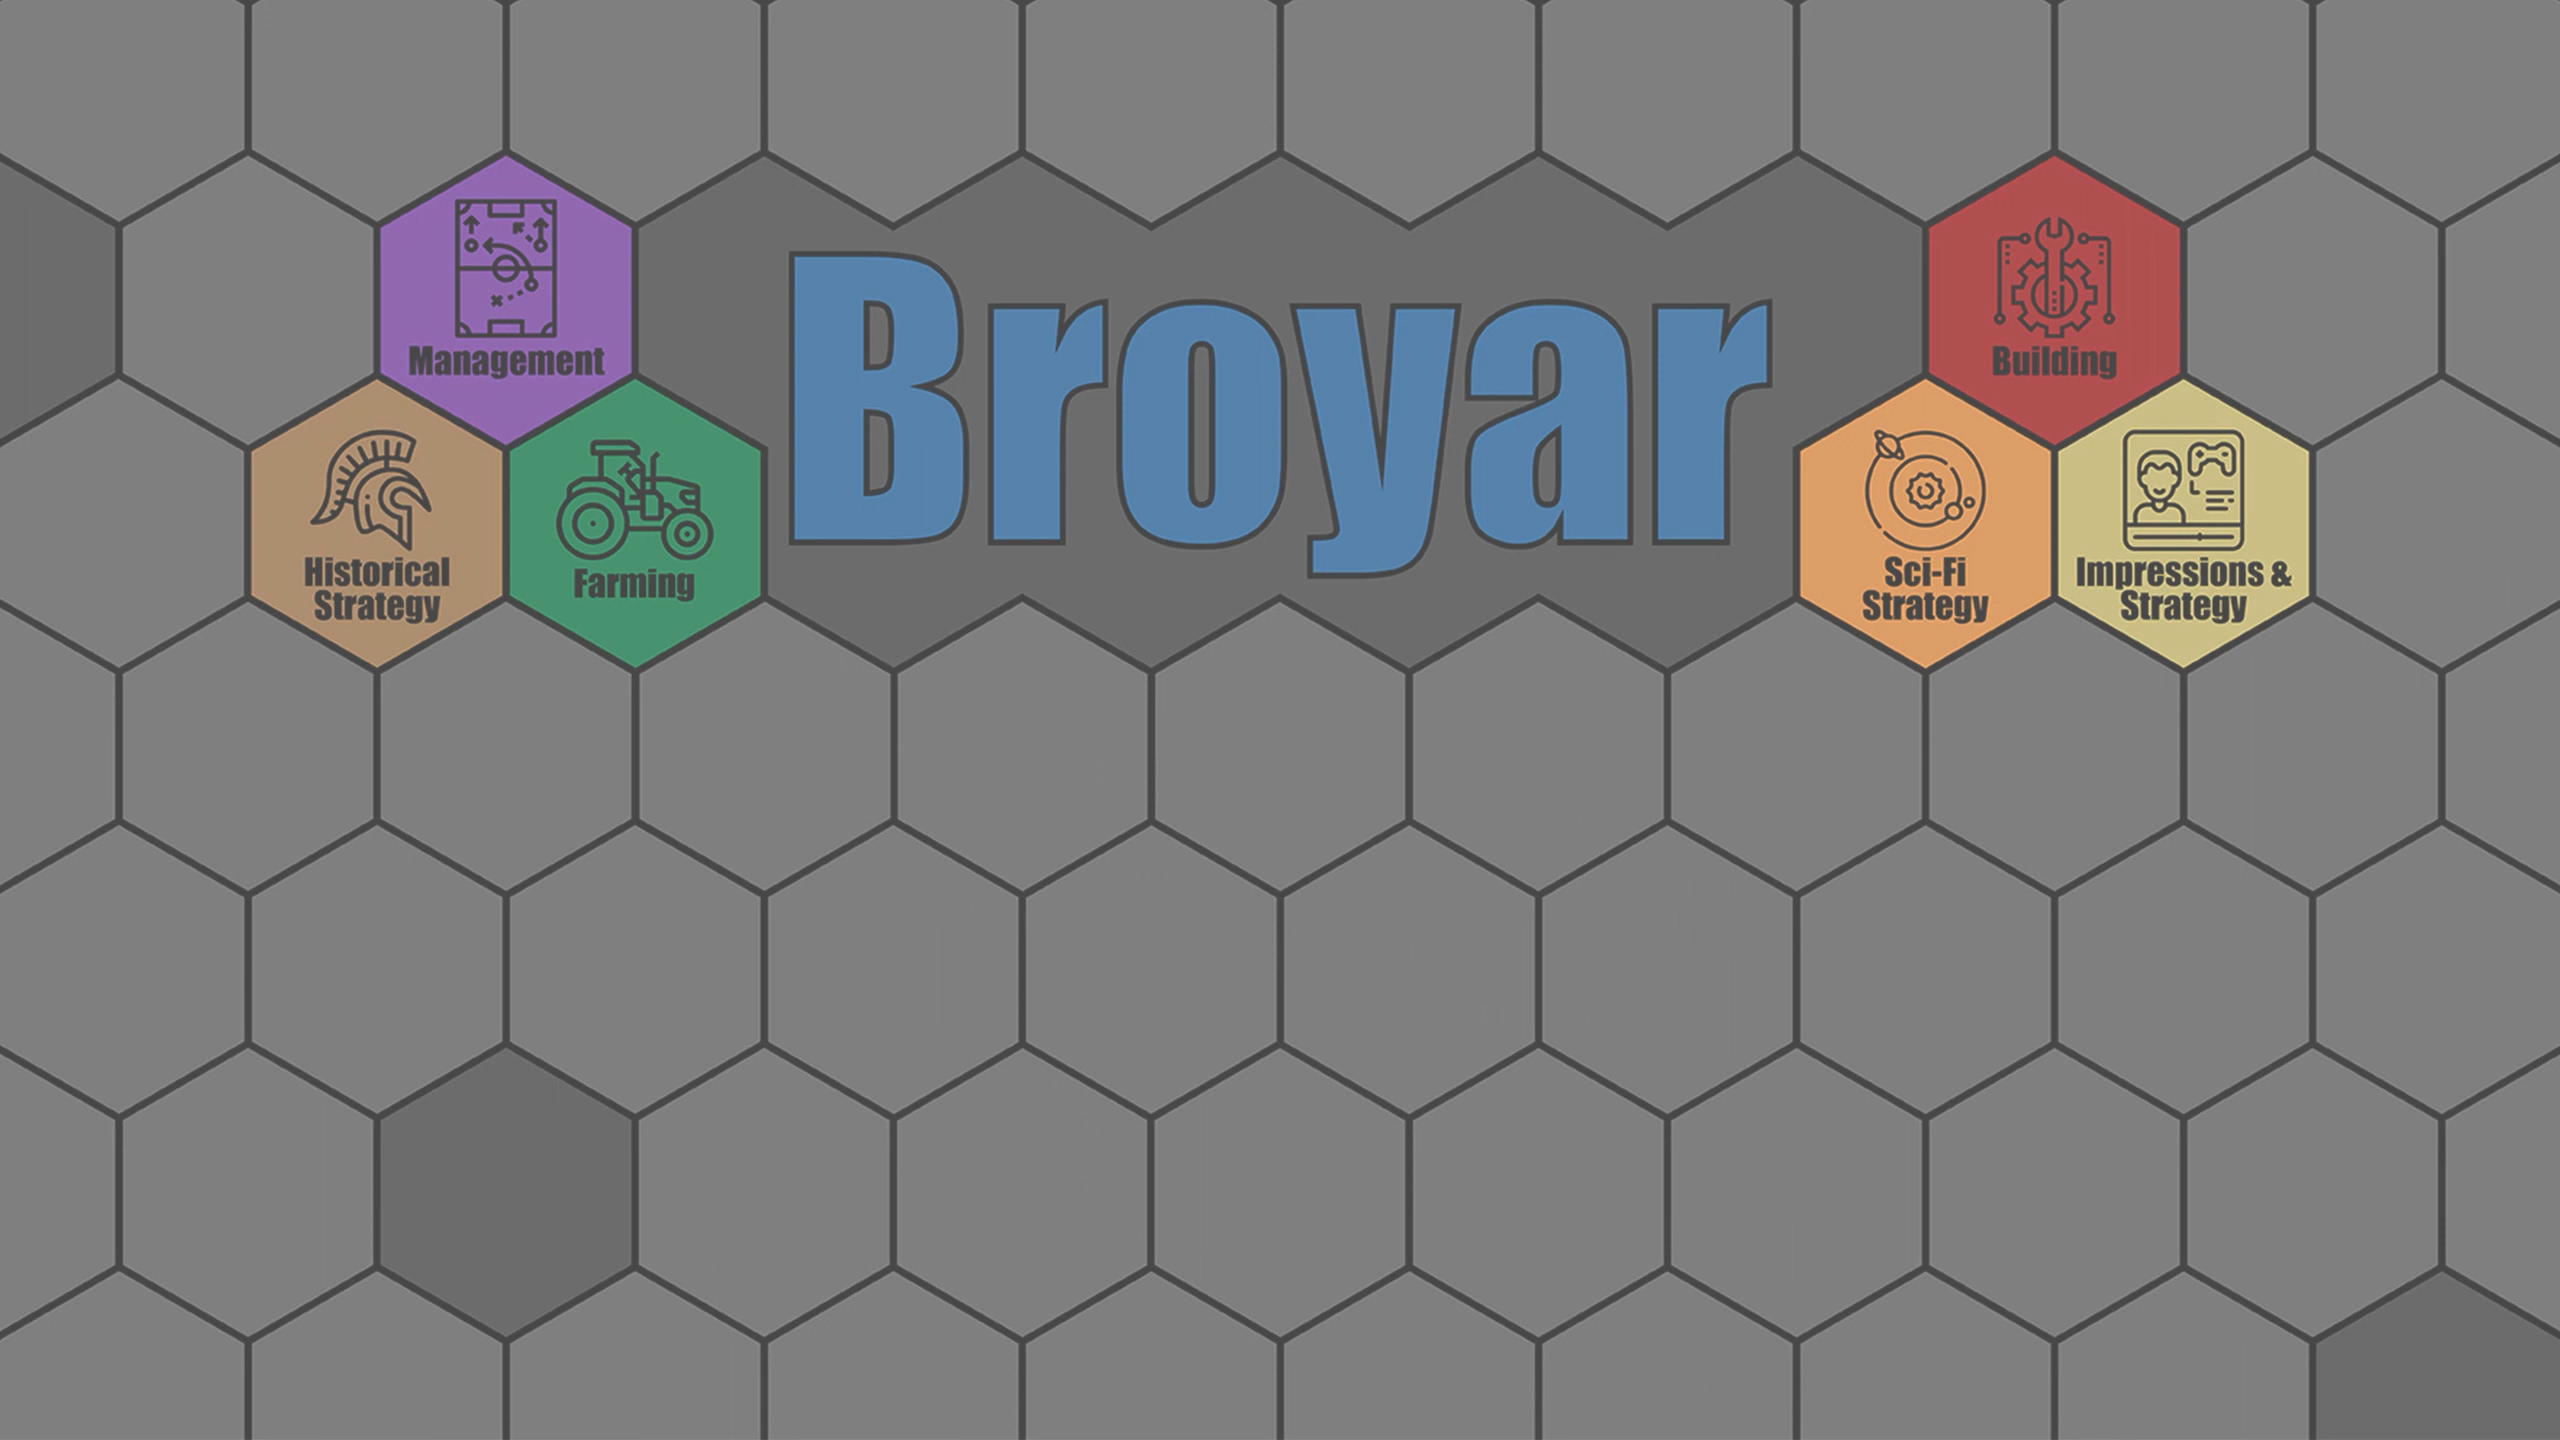 Management
Historical
Strategy
Farming
Broyar
Building
Sci-Fi
Strategy
Impressions &
Strategy